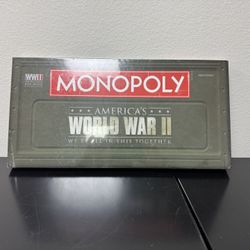 WWII
MONOPOLY
AMERICA'S
WORLD WAR II
WE'RE ALL IN THIS TOGETHER